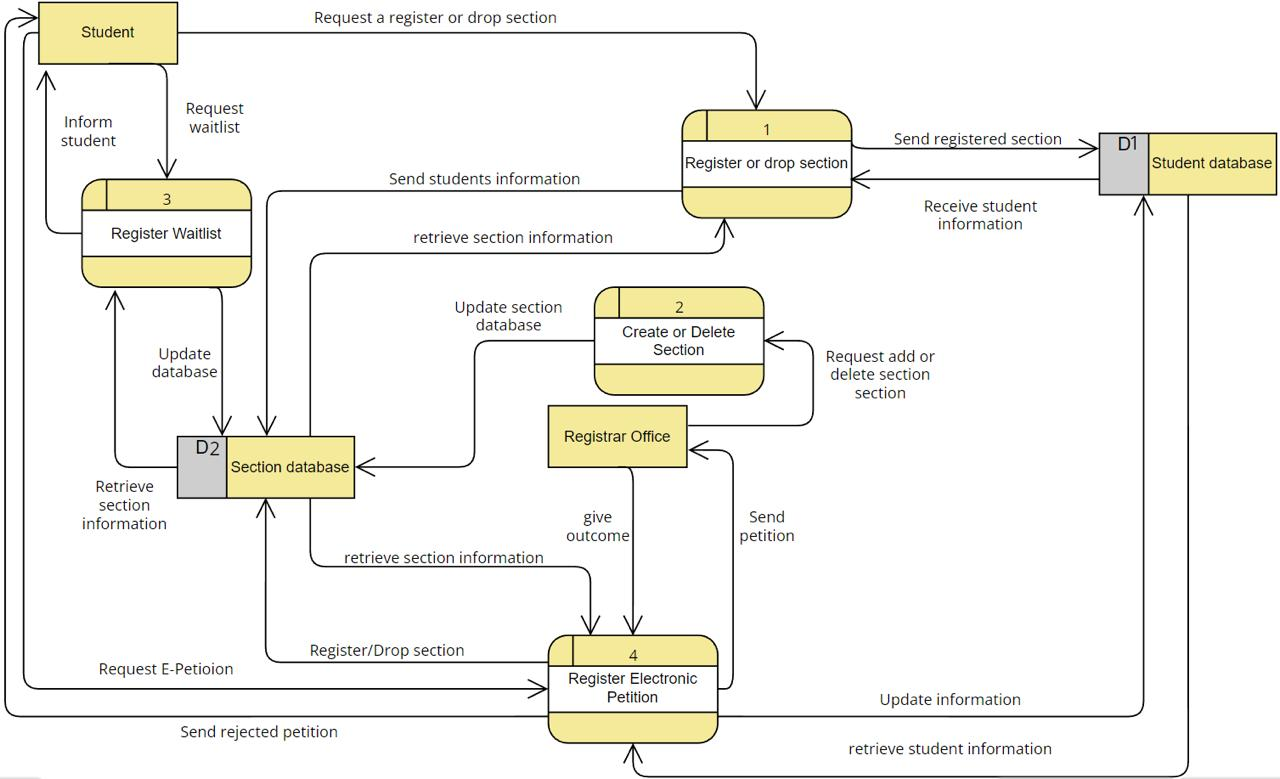 Student
Request a register or drop section
Request
waitlist
Inform
student
1
Register or drop section
Send registered section
D1
Student database
Receive student
information
Send students information
3
Register Waitlist
retrieve section information
2
Create or Delete
Section
Update section
database
Request add or
delete section
section
Update
database
Registrar Office
D2
Section database
Retrieve
section
information
give
outcome
Send
petition
retrieve section information
4
Register Electronic
Petition
Register/Drop section
Request E-Petioion
Send rejected petition
Update information
retrieve student information